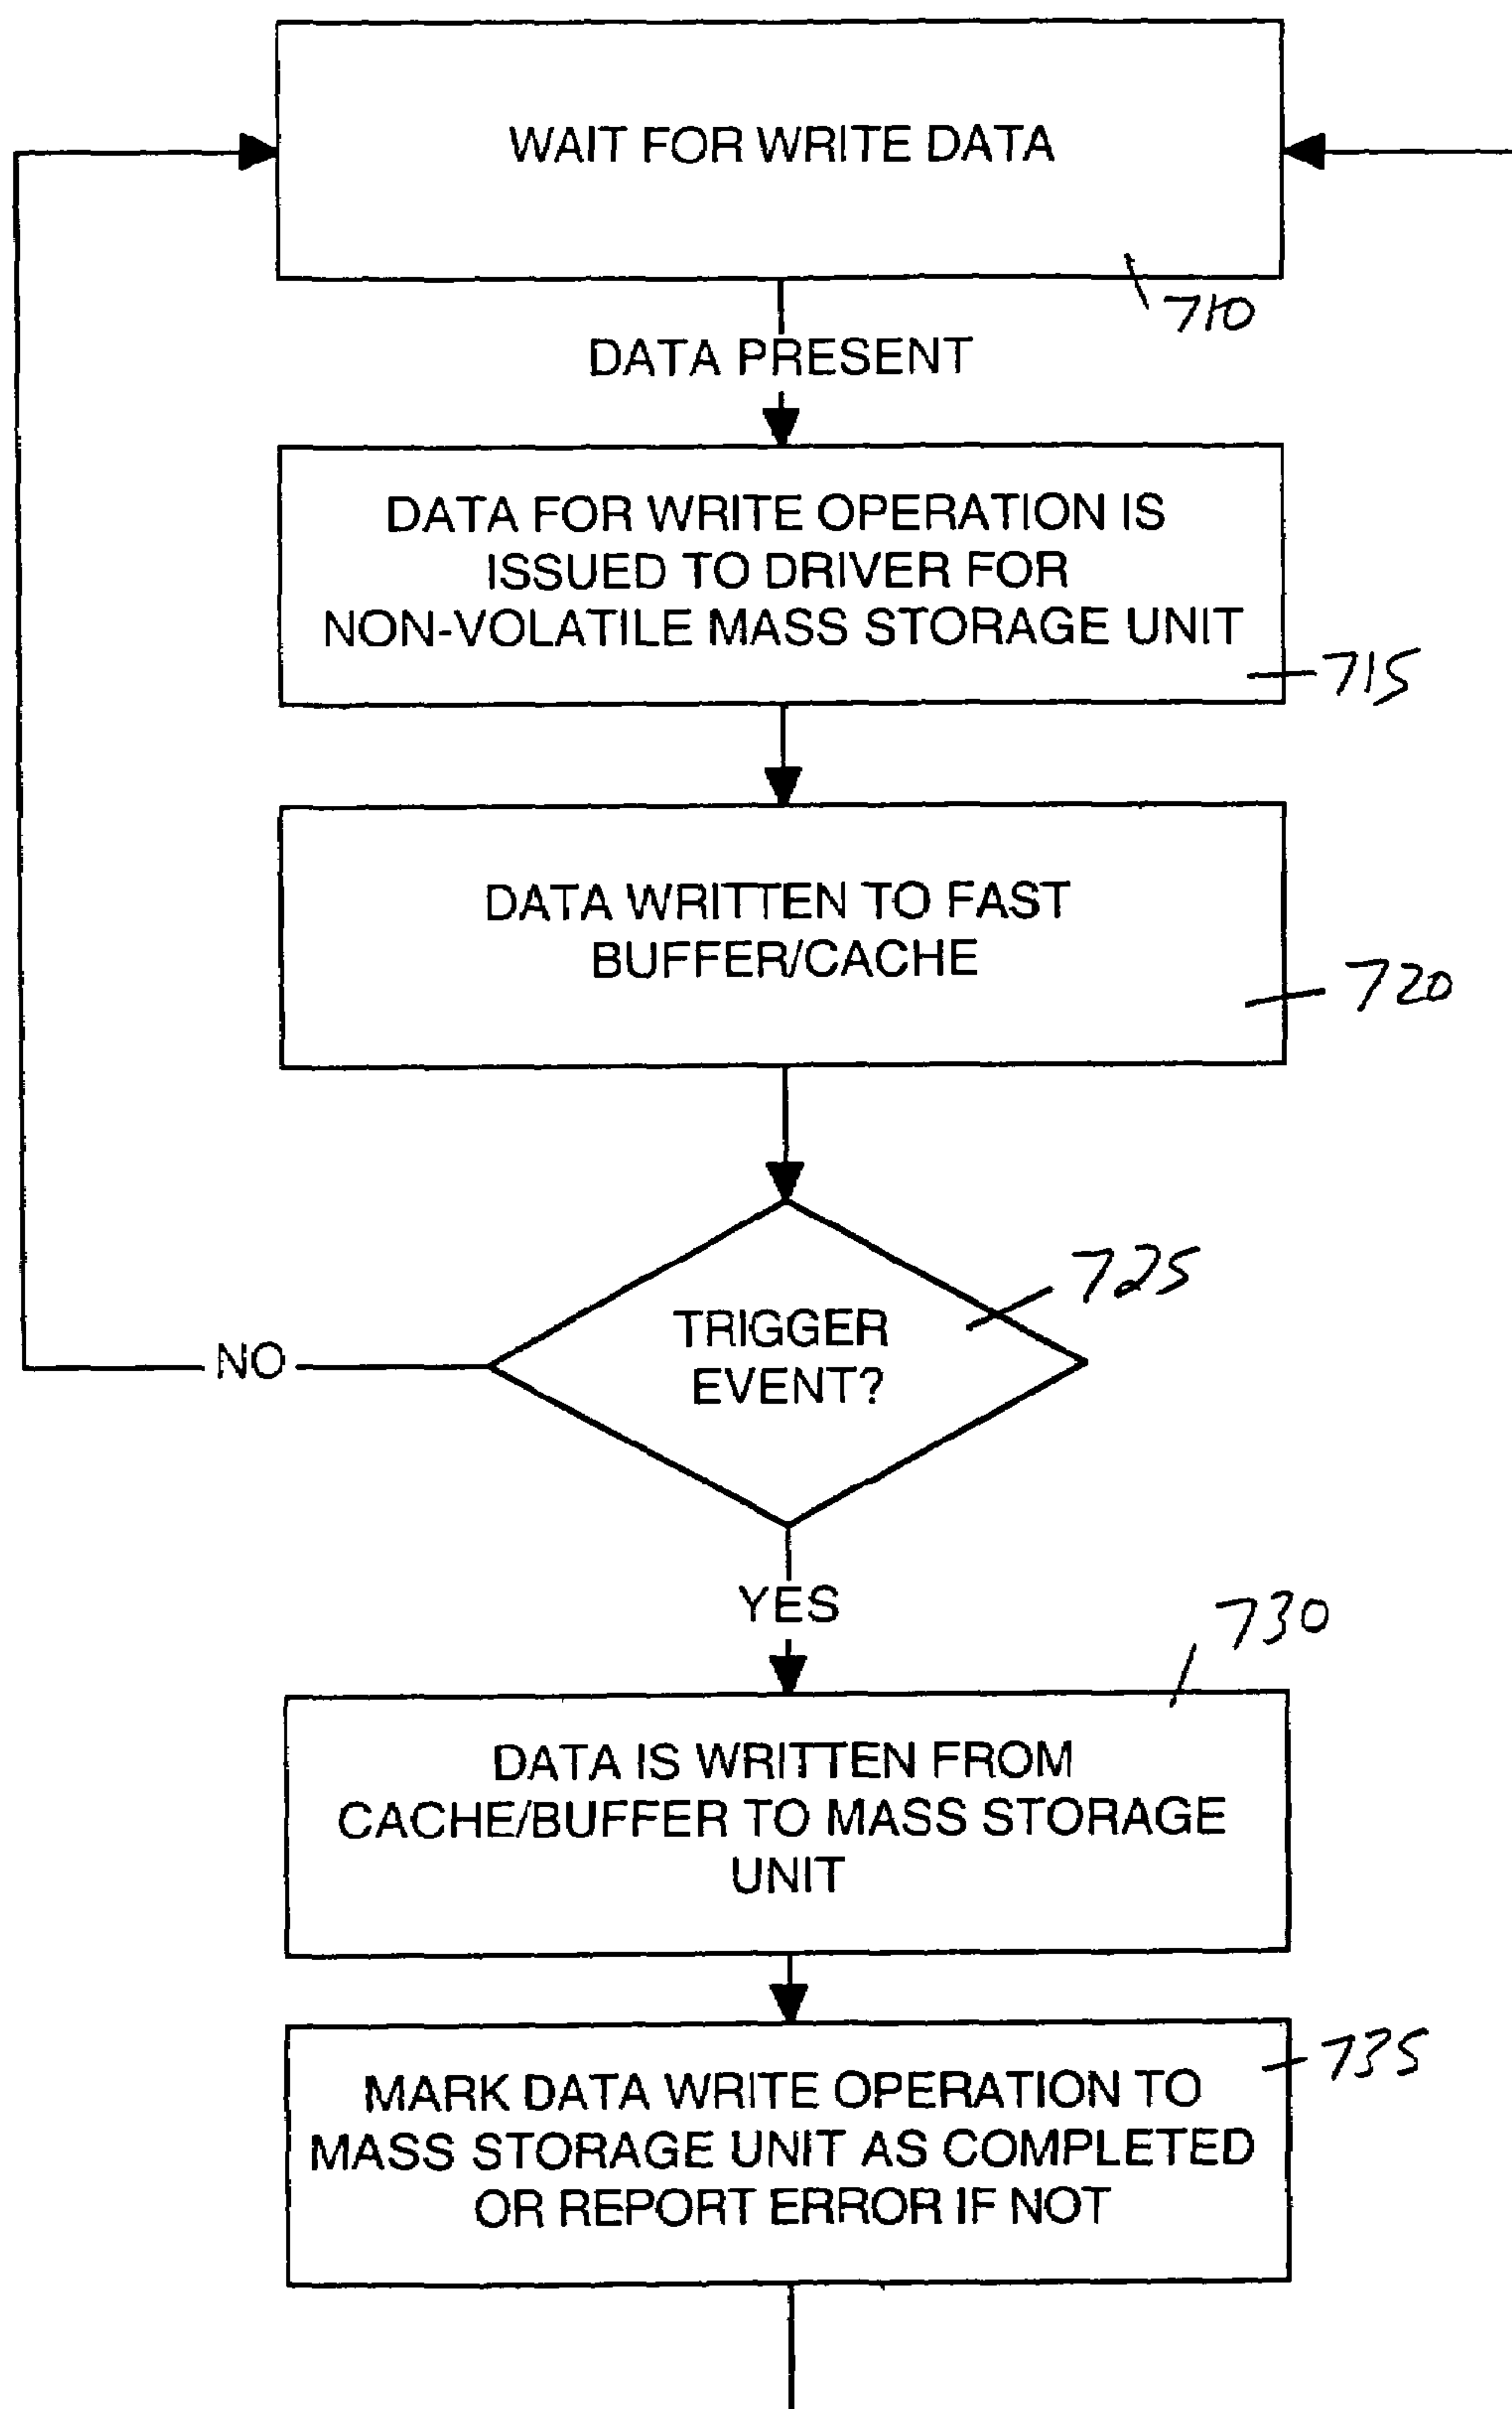 WAIT FOR WRITE DATA
710
DATA PRESENT
DATA FOR WRITE OPERATION IS
ISSUED TO DRIVER FOR
NON-VOLATILE MASS STORAGE UNIT
715
DATA WRITTEN TO FAST
BUFFER/CACHE
720
725
TRIGGER
EVENT?
NO
YES
730
DATA IS WRITTEN FROM
CACHE/BUFFER TO MASS STORAGE
UNIT
735
MARK DATA WRITE OPERATION TO
MASS STORAGE UNIT AS COMPLETED
OR REPORT ERROR IF NOT